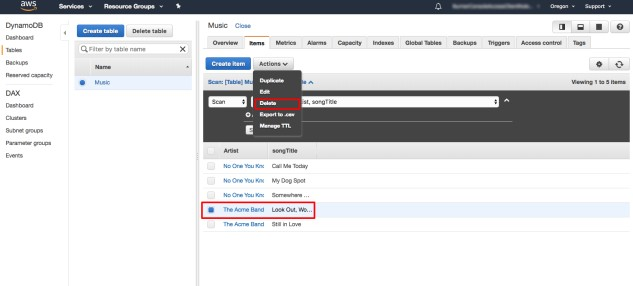 aws Services Resource Groups Oregon Support
DynamoDB
Dashboard
Tables
Backups
Reserved capacity
DAX
Dashboard
Clusters
Subnet groups
Parameter groups
Events
Create table Delete table
Filter by table name
Name
Music
Music Close
Overview Items Metrics Alarms Capacity Indexes Global Tables Backups Triggers Access control Tags
Create item Actions
Duplicate
Edit
Delete
Export to .csv
Manage TTL
Scan: [Table] Mu
Viewing 1 to 5 items
Scan
ist, songTitle
Artist songTitle
No One You Kno Call Me Today
No One You Kno My Dog Spot
No One You Kno Somewhere ...
The Acme Band Look Out, Wo...
The Acme Band Still in Love